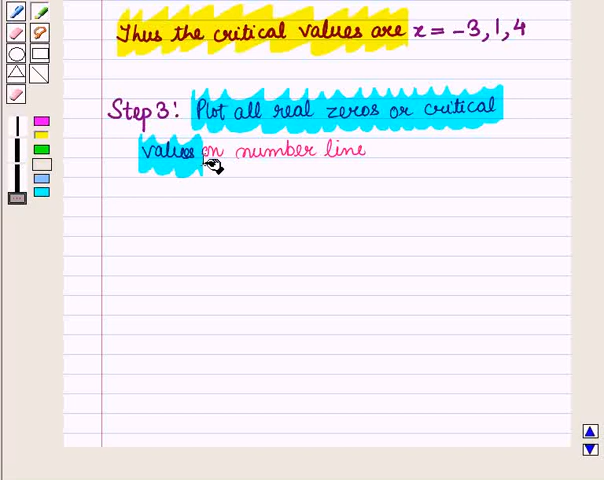 Thus the critical values are x = -3, 1, 4
Step 3: Plot all real zeros or critical
values on number line